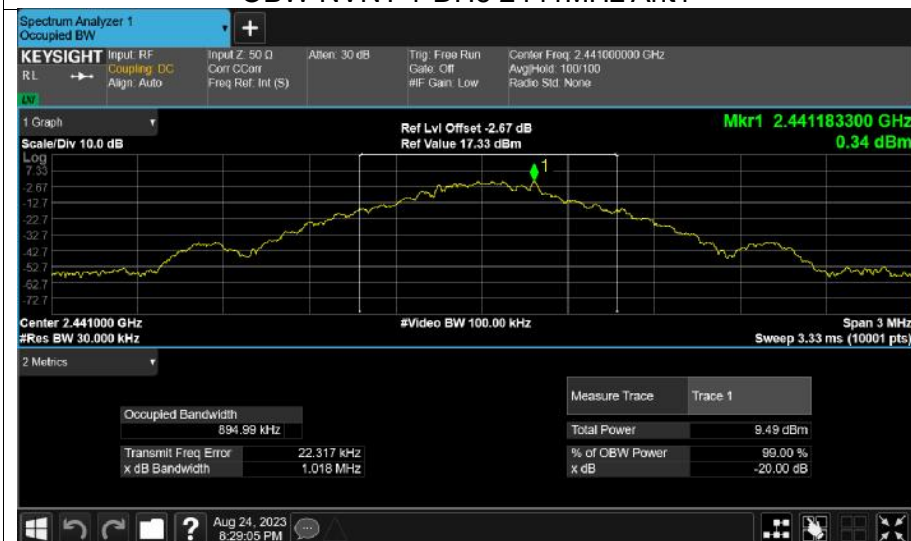 Spectrum Analyzer 1
Occupied BW
KEYSIGHT
RL
Input: RF
Coupling: DC
Align: Auto
Input Z: 50 Ω
Corr CCorr
Freq Ref: Int (S)
Atten: 30 dB
Trig: Free Run
Gate: Off
#IF Gain: Low
Center Freq: 2.441000000 GHz
Avg|Hold: 100/100
Radio Std: None
1 Graph
Scale/Div 10.0 dB
Ref Lvl Offset -2.67 dB
Ref Value 17.33 dBm
Mkr1 2.441183300 GHz
0.34 dBm
Log
7.33
-2.67
-12.7
-22.7
-32.7
-42.7
-52.7
-62.7
-72.7
1
Center 2.441000 GHz
#Video BW 100.00 kHz
Span 3 MHz
#Res BW 30.000 kHz
Sweep 3.33 ms (10001 pts)
2 Metrics
Measure Trace Trace 1
Occupied Bandwidth
894.99 kHz
Total Power 9.49 dBm
Transmit Freq Error 22.317 kHz
% of OBW Power 99.00 %
x dB Bandwidth 1.018 MHz
x dB -20.00 dB
?
Aug 24, 2023
8:29:05 PM